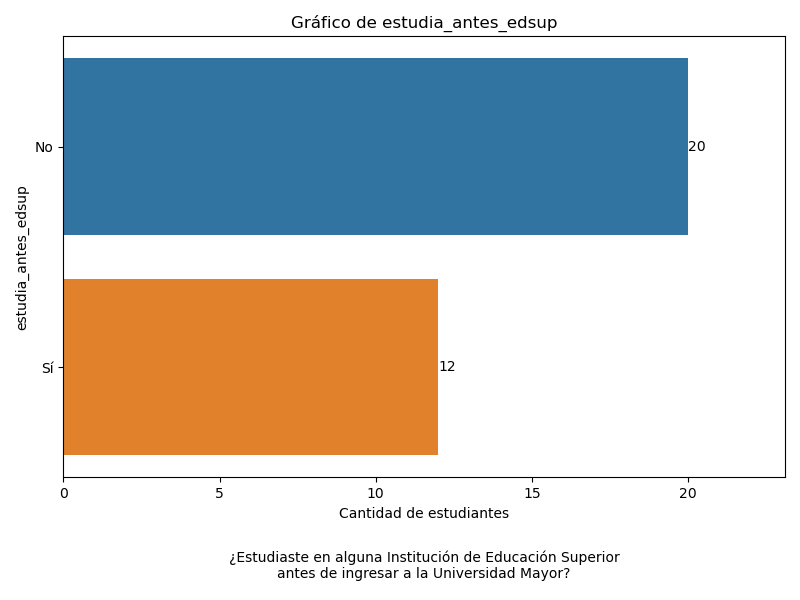 Gráfico de estudia_antes_edsup
estudia_antes_edsup
No
20
Sí
12
0
5
10
15
20
Cantidad de estudiantes
¿Estudiaste en alguna Institución de Educación Superior
antes de ingresar a la Universidad Mayor?